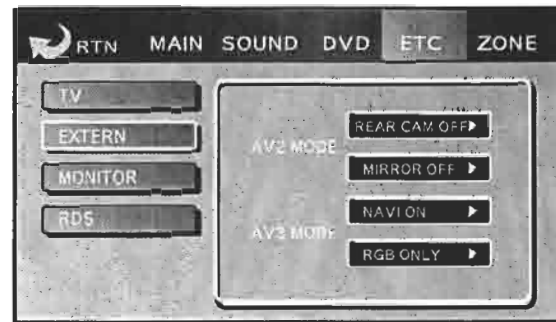 RTN MAIN SOUND DVD ETC ZONE
TV
EXTERN
MONITOR
RDS
AV2 MODE
REAR CAM OFF
MIRROR OFF
AV3 MODE
NAVI ON
RGB ONLY